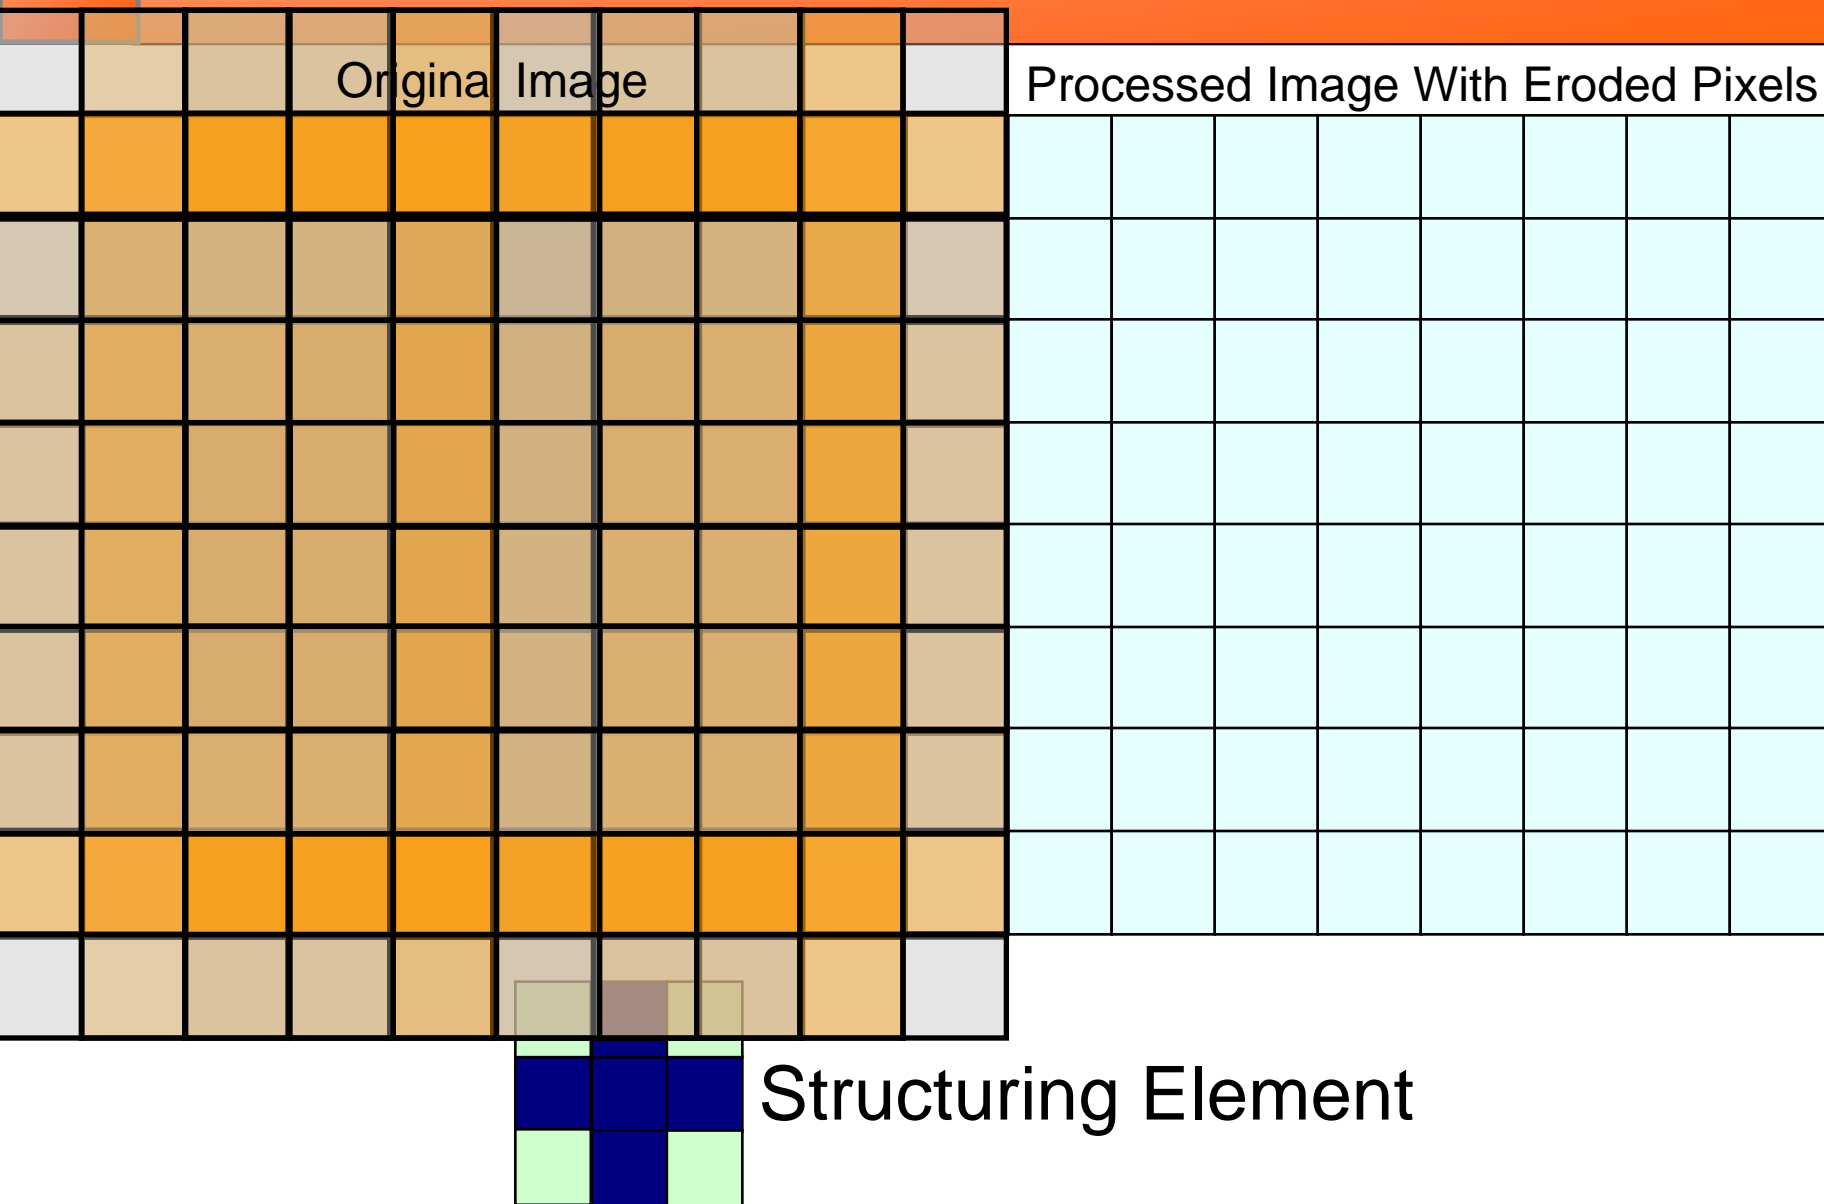 Original Image
Processed Image With Eroded Pixels
Structuring Element